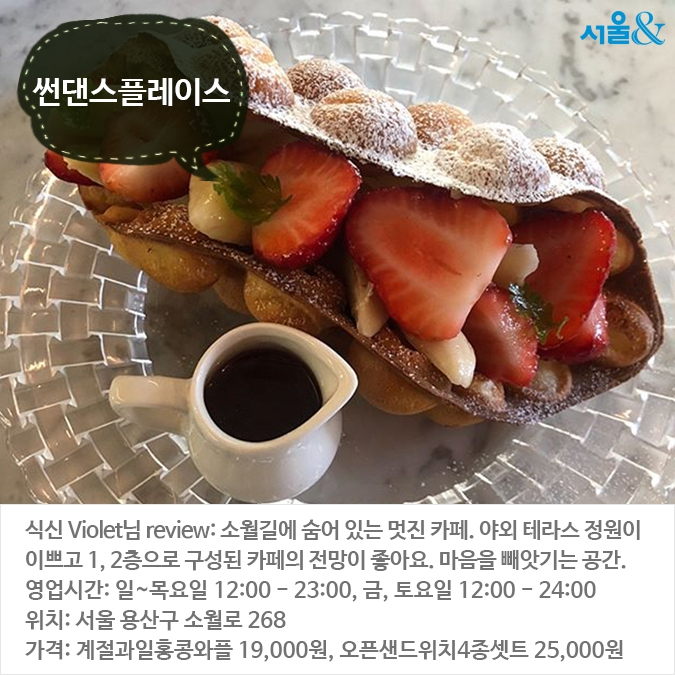 서울&
썬댄스플레이스
식신 Violet님 review: 소월길에 숨어 있는 멋진 카페. 야외 테라스 정원이
이쁘고 1, 2층으로 구성된 카페의 전망이 좋아요. 마음을 빼앗기는 공간.
영업시간: 일~목요일 12:00 - 23:00, 금, 토요일 12:00 - 24:00
위치: 서울 용산구 소월로 268
가격: 계절과일홍콩와플 19,000원, 오픈샌드위치4종셋트 25,000원